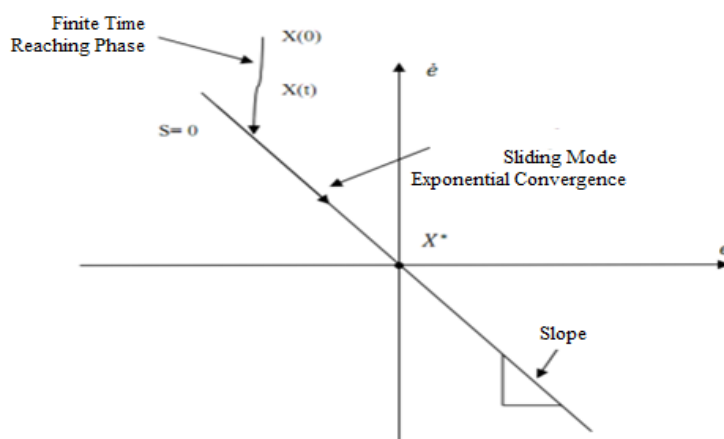 Finite Time
Reaching Phase
X(0)
X(t)
ė
S= 0
Sliding Mode
Exponential Convergence
X*
e
Slope